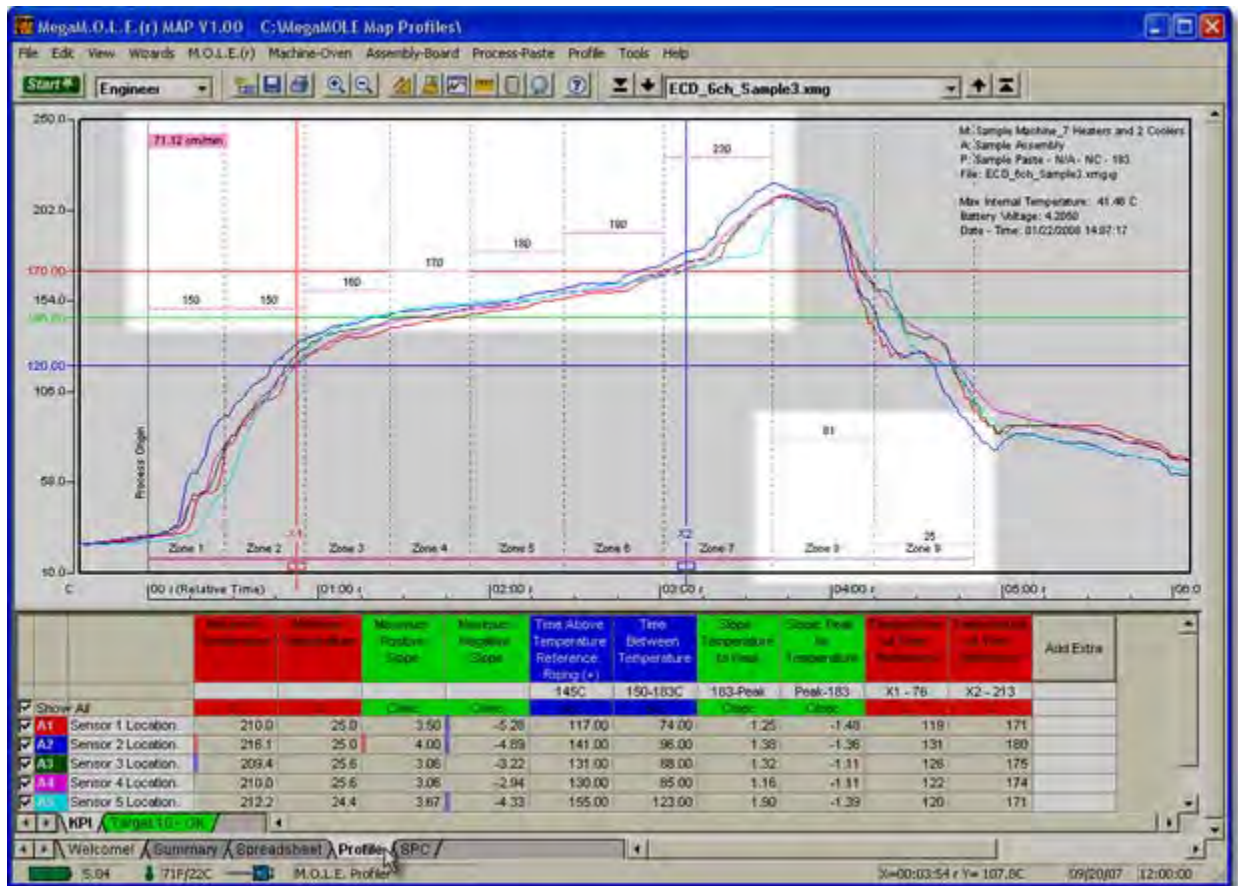 MegaM.O.L.E.(r) MAP V1.00 C:\MegaMOLE Map Profiles\
File Edit View Wizards M.O.L.E.(r) Machine-Oven Assembly-Board Process-Paste Profile Tools Help
Start Engineer ECD_6ch_Sample3.xmg
250.0
71.12 cm/min
230
M: Sample Machine_7 Heaters and 2 Coolers
A: Sample Assembly
P: Sample Paste - N/A - NC - 183
File: ECD_6ch_Sample3.xmg
Max Internal Temperature: 41.46 C
Battery Voltage: 4.2050
Date - Time: 01/22/2008 14:07:17
202.0
190
180
170.00
170
160
154.0
150 150
120.00
106.0
81
58.0
Process Origin
25
X1 X2
Zone 1 Zone 2 Zone 3 Zone 4 Zone 5 Zone 6 Zone 7 Zone 8 Zone 9
10.0
C 00 r (Relative Time) 01:00 r 02:00 r 03:00 r 04:00 r 05:00 r 06:0
Maximum Positive Slope Maximum Negative Slope Time Above Temperature Reference Rising (+) Time Between Temperature Slope Temperature to Peak Slope Peak to Temperature Add Extra
145C 150-183C 183-Peak Peak-183 X1 - 76 X2 - 213
Show All
A1 Sensor 1 Location. 210.0 25.0 3.50 -5.28 117.00 74.00 1.25 -1.48 119 171
A2 Sensor 2 Location. 216.1 25.0 4.00 -4.89 141.00 96.00 1.38 -1.36 131 180
A3 Sensor 3 Location. 209.4 25.6 3.06 -3.22 131.00 88.00 1.32 -1.11 126 175
A4 Sensor 4 Location. 210.0 25.6 3.06 -2.94 130.00 85.00 1.16 -1.11 122 174
A5 Sensor 5 Location. 212.2 24.4 3.67 -4.33 155.00 123.00 1.90 -1.39 120 171
KPI Target 10 - OK
Welcome! Summary Spreadsheet Profile SPC
5.04 71F/22C M.O.L.E. Profiler X=00:03:54 r Y= 107.8C 09/20/07 12:00:00